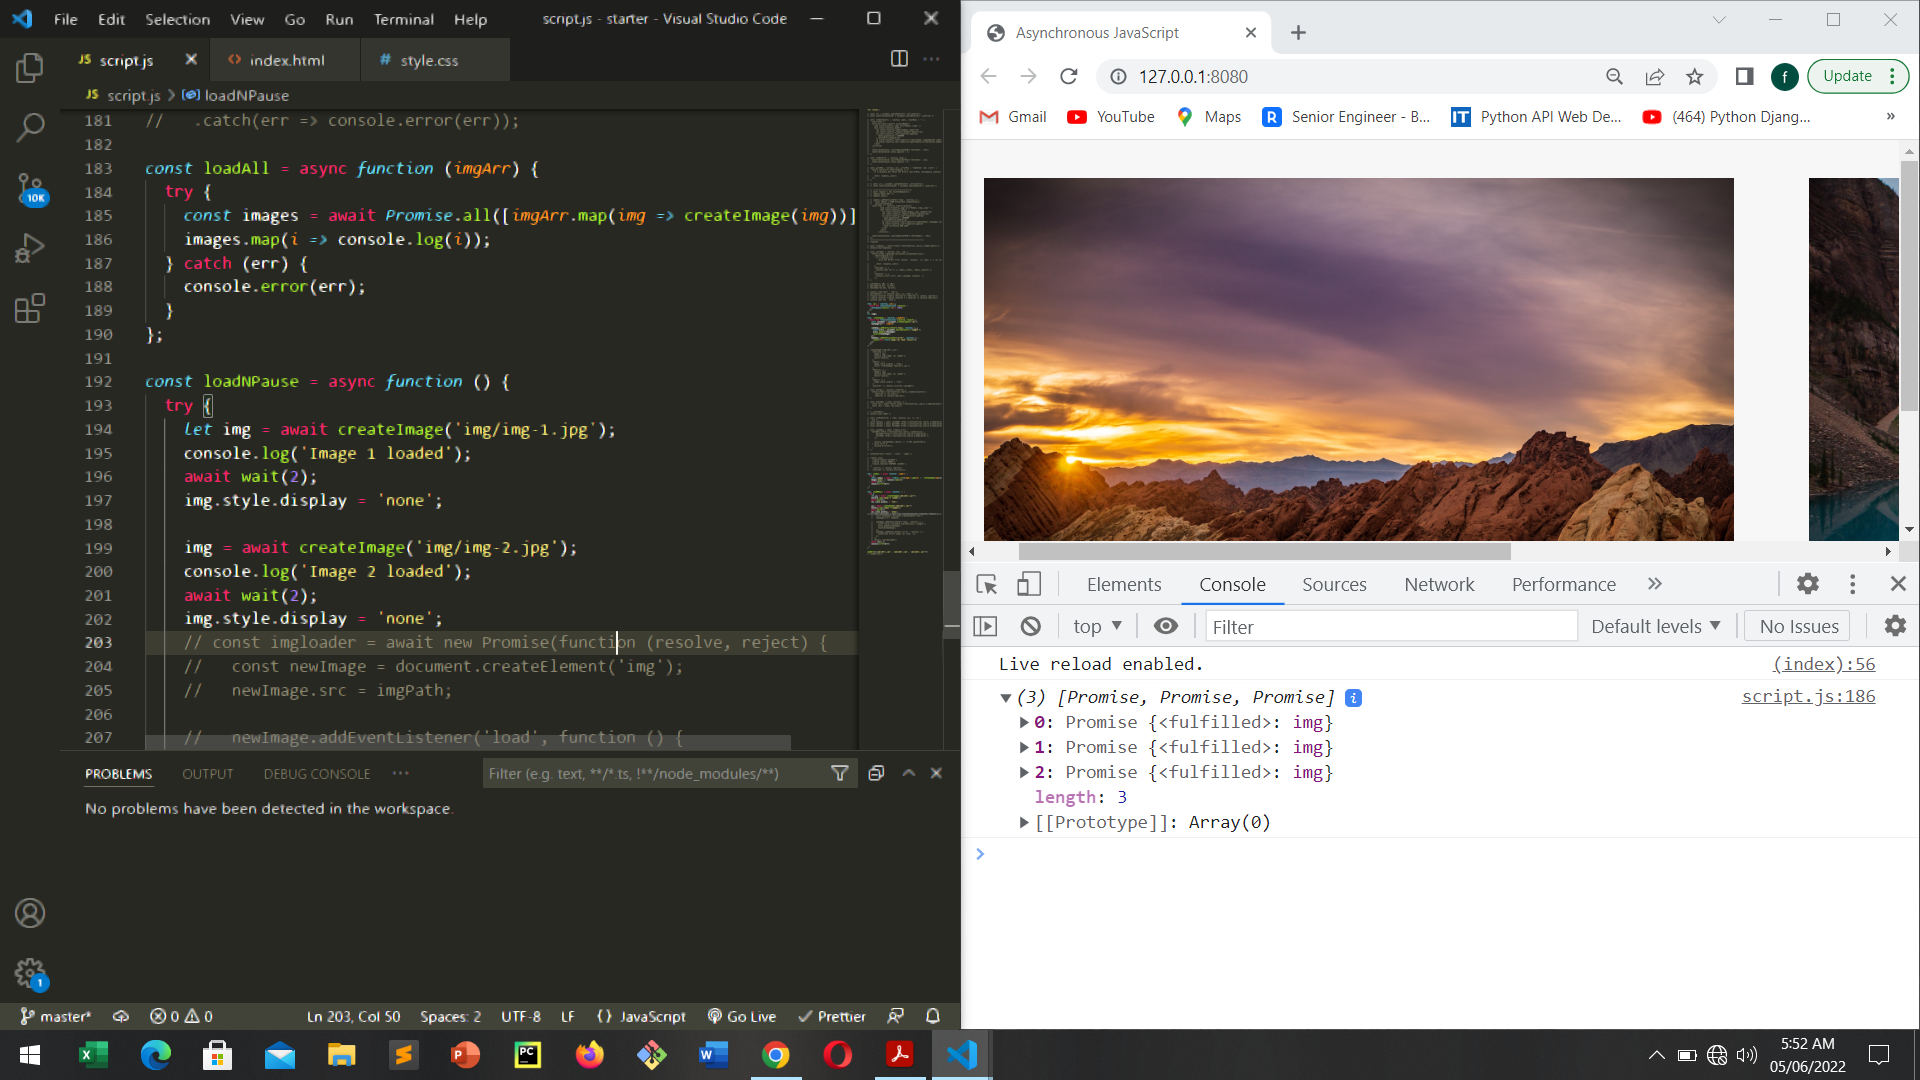 File Edit Selection View Go Run Terminal Help script.js - starter - Visual Studio Code
JS script.js
<> index.html
# style.css
JS script.js > loadNPause
181 //   .catch(err => console.error(err));
182
183 const loadAll = async function (imgArr) {
184   try {
185     const images = await Promise.all([imgArr.map(img => createImage(img))]
186     images.map(i => console.log(i));
187   } catch (err) {
188     console.error(err);
189   }
190 };
191
192 const loadNPause = async function () {
193   try {
194     let img = await createImage('img/img-1.jpg');
195     console.log('Image 1 loaded');
196     await wait(2);
197     img.style.display = 'none';
198
199     img = await createImage('img/img-2.jpg');
200     console.log('Image 2 loaded');
201     await wait(2);
202     img.style.display = 'none';
203     // const imgloader = await new Promise(function (resolve, reject) {
204     //   const newImage = document.createElement('img');
205     //   newImage.src = imgPath;
206
207     //   newImage.addEventListener('load', function () {
10K
PROBLEMS OUTPUT DEBUG CONSOLE ···
Filter (e.g. text, **/*.ts, !**/node_modules/**)
No problems have been detected in the workspace.
1
master* 0 0 Ln 203, Col 50 Spaces: 2 UTF-8 LF {} JavaScript Go Live Prettier
Asynchronous JavaScript
127.0.0.1:8080
f
Update
Gmail YouTube Maps Senior Engineer - B... Python API Web De... (464) Python Djang... »
Elements Console Sources Network Performance »
top Filter Default levels No Issues
Live reload enabled. (index):56
(3) [Promise, Promise, Promise] script.js:186
0: Promise {<fulfilled>: img}
1: Promise {<fulfilled>: img}
2: Promise {<fulfilled>: img}
length: 3
[[Prototype]]: Array(0)
5:52 AM
05/06/2022